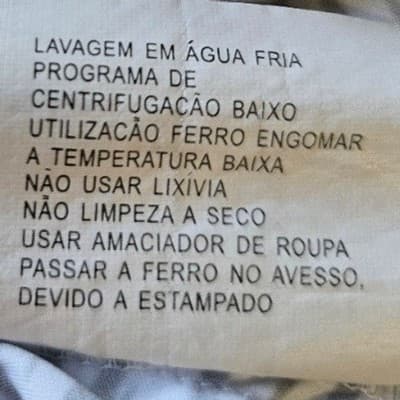 LAVAGEM EM ÁGUA FRIA
PROGRAMA DE
CENTRIFUGAÇÃO BAIXO
UTILIZACÃO FERRO ENGOMAR
A TEMPERATURA BAIXA
NÃO USAR LIXÍVIA
NÃO LIMPEZA A SECO
USAR AMACIADOR DE ROUPA
PASSAR A FERRO NO AVESSO,
DEVIDO A ESTAMPADO